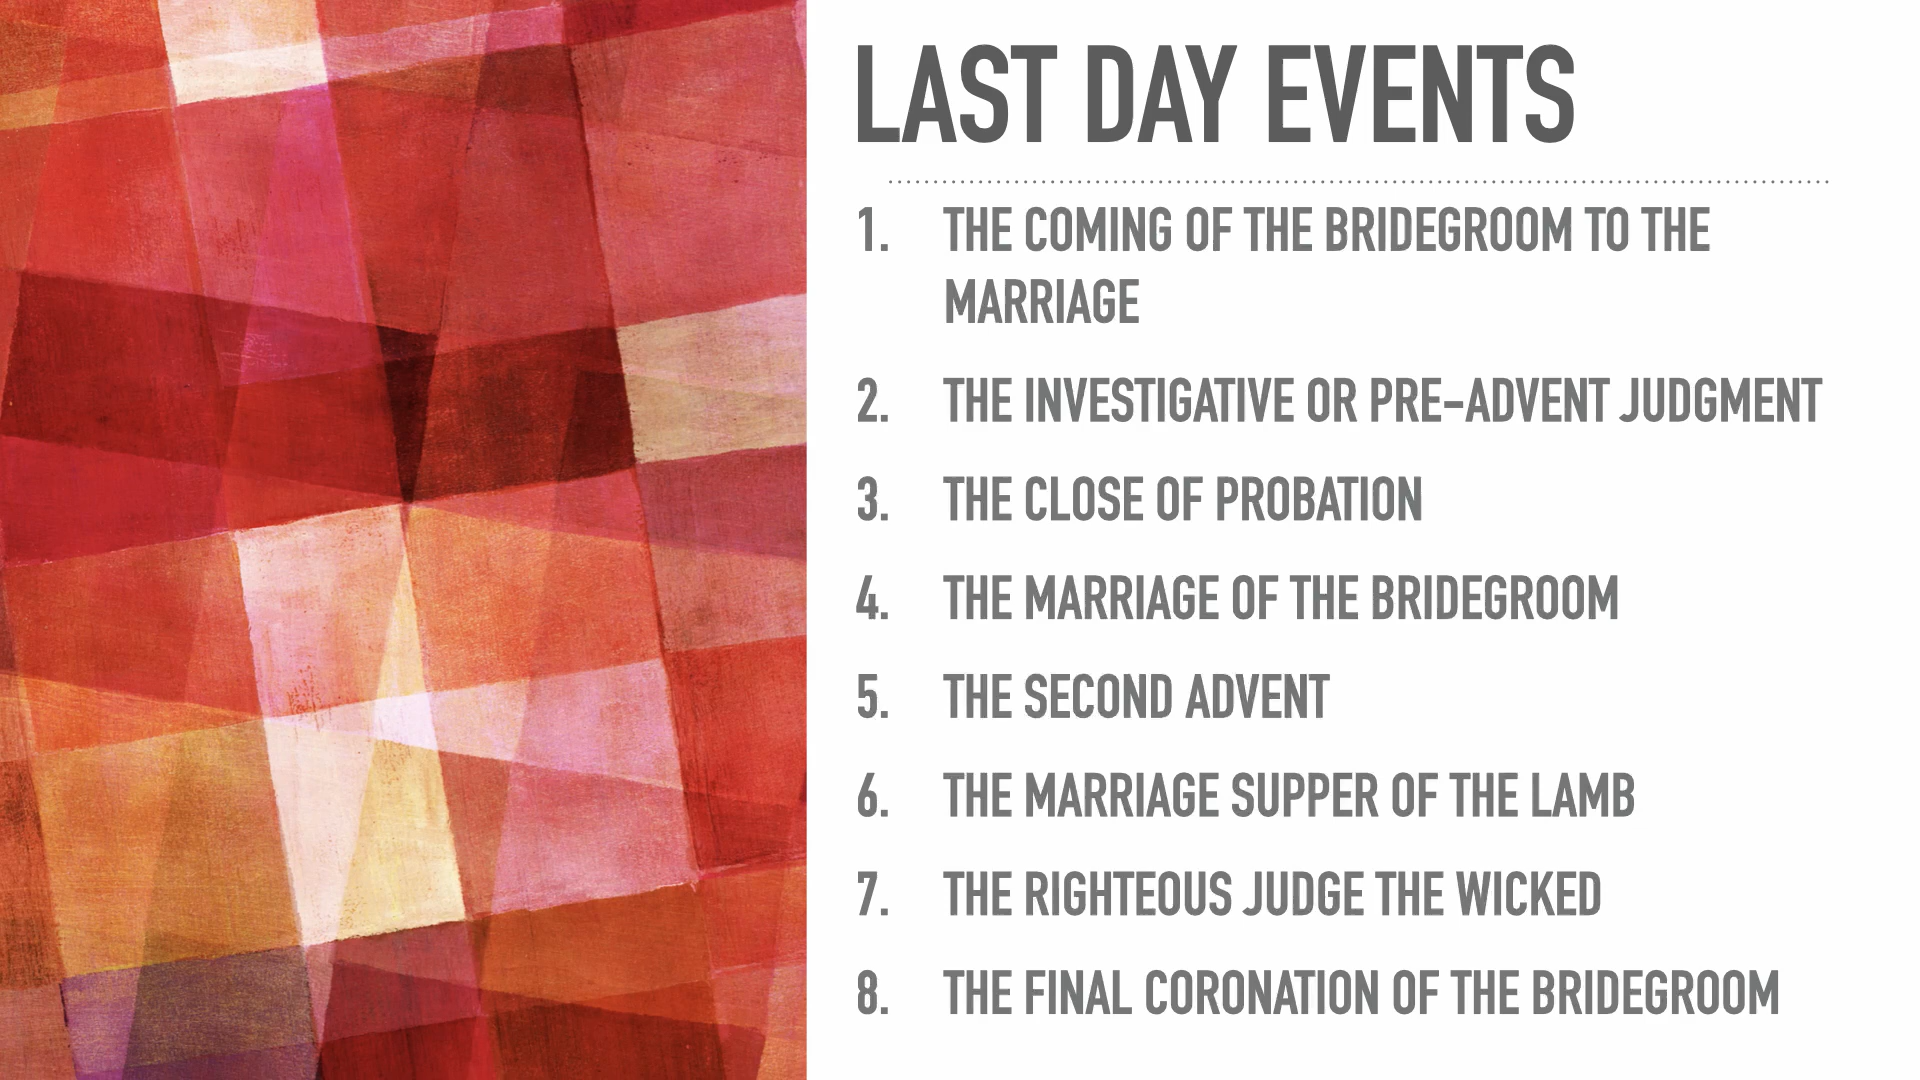 LAST DAY EVENTS
1. THE COMING OF THE BRIDEGROOM TO THE
MARRIAGE
2. THE INVESTIGATIVE OR PRE-ADVENT JUDGMENT
3. THE CLOSE OF PROBATION
4. THE MARRIAGE OF THE BRIDEGROOM
5. THE SECOND ADVENT
6. THE MARRIAGE SUPPER OF THE LAMB
7. THE RIGHTEOUS JUDGE THE WICKED
8. THE FINAL CORONATION OF THE BRIDEGROOM